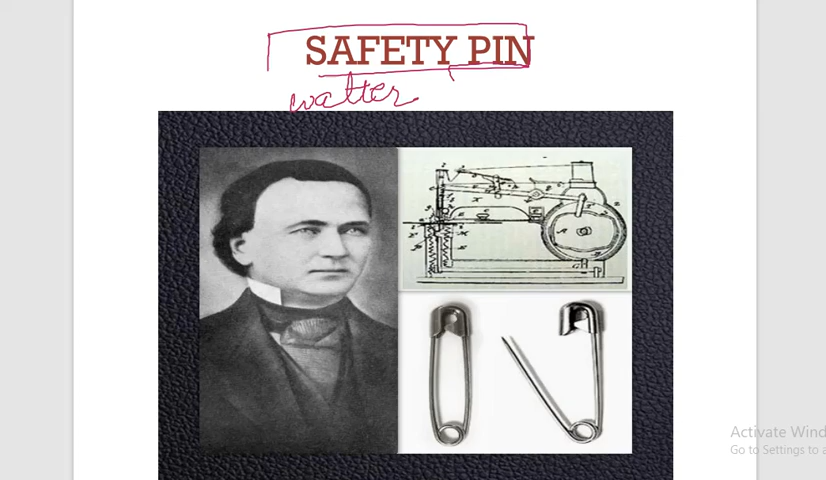 SAFETY PIN
walter
Activate Wind
Go to Settings to a